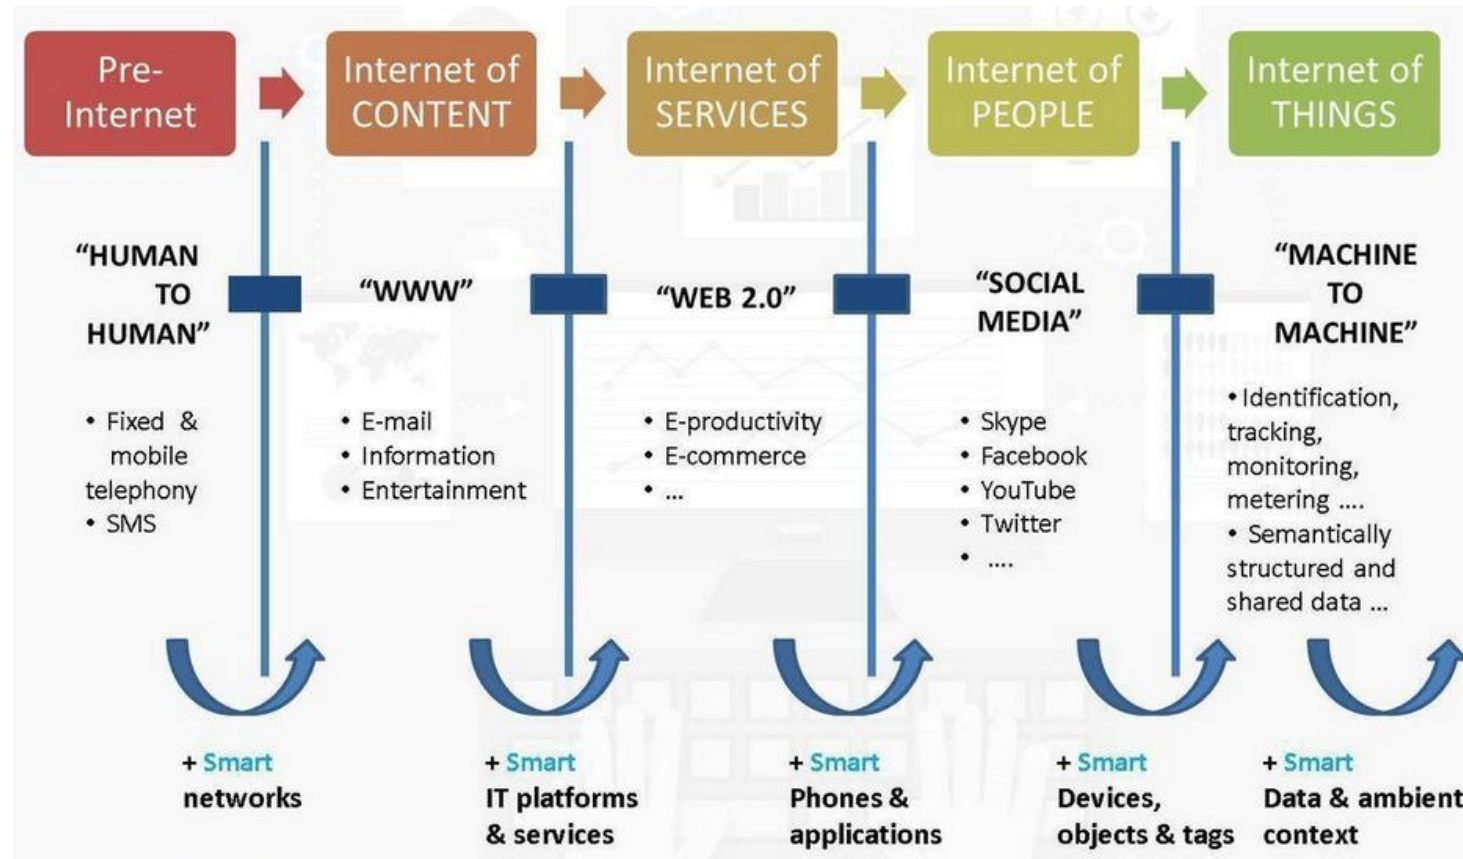 Pre-
Internet
Internet of
CONTENT
Internet of
SERVICES
Internet of
PEOPLE
Internet of
THINGS
“HUMAN
TO
HUMAN”
“WWW”
“WEB 2.0”
“SOCIAL
MEDIA”
“MACHINE
TO
MACHINE”
• Fixed &
mobile
telephony
• SMS
• E-mail
• Information
• Entertainment
• E-productivity
• E-commerce
• ...
• Skype
• Facebook
• YouTube
• Twitter
• ....
• Identification,
tracking,
monitoring,
metering ....
• Semantically
structured and
shared data ...
+ Smart
networks
+ Smart
IT platforms
& services
+ Smart
Phones &
applications
+ Smart
Devices,
objects & tags
+ Smart
Data & ambient
context